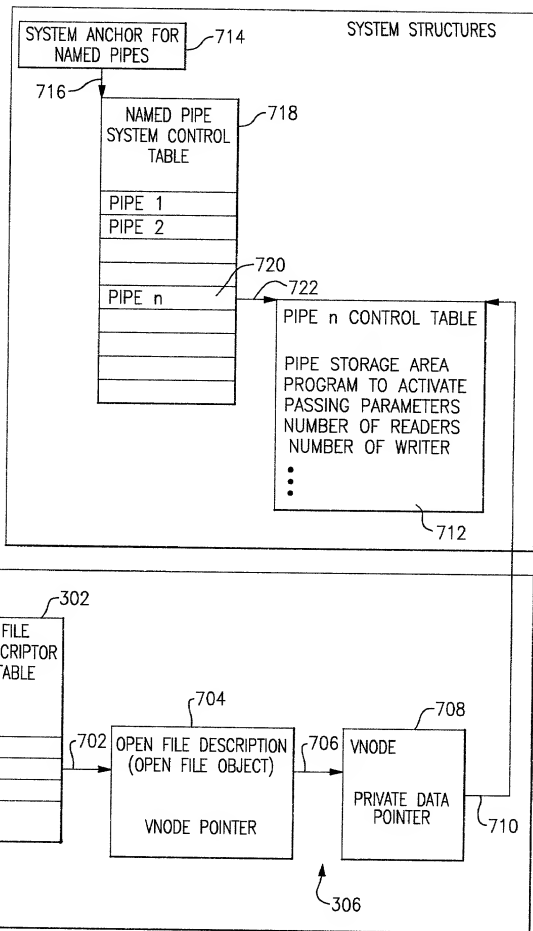 SYSTEM ANCHOR FOR
NAMED PIPES
714
SYSTEM STRUCTURES
716
NAMED PIPE
SYSTEM CONTROL
TABLE
718
PIPE 1
PIPE 2
720
PIPE n
722
PIPE n CONTROL TABLE
PIPE STORAGE AREA
PROGRAM TO ACTIVATE
PASSING PARAMETERS
NUMBER OF READERS
NUMBER OF WRITER
712
302
FILE
CRIPTOR
TABLE
702
704
OPEN FILE DESCRIPTION
(OPEN FILE OBJECT)
VNODE POINTER
706
708
VNODE
PRIVATE DATA
POINTER
710
306